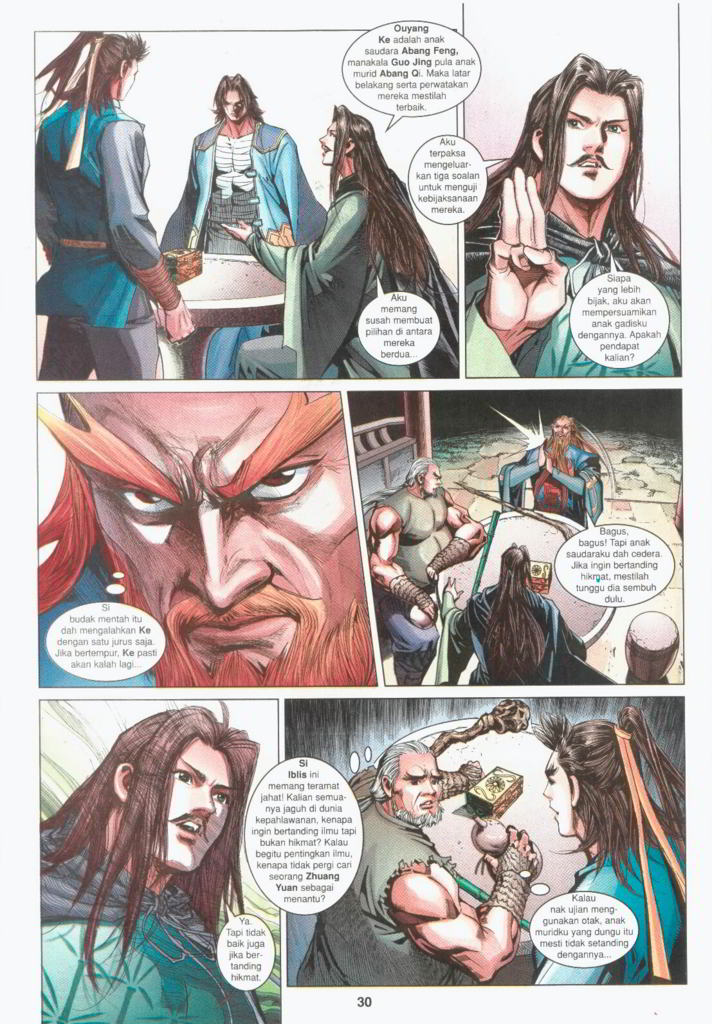 Ouyang
Ke adalah anak
saudara Abang Feng,
manakala Guo Jing pula anak
murid Abang Qi. Maka latar
belakang serta perwatakan
mereka mestilah
terbaik.
Aku
memang
susah membuat
pilihan di antara
mereka
berdua...
Aku
terpaksa
mengeluar-
kan tiga soalan
untuk menguji
kebijaksanaan
mereka.
Siapa
yang lebih
bijak, aku akan
mempersuamikan
anak gadisku
dengannya. Apakah
pendapat
kalian?
Si
budak mentah itu
dah mengalahkan Ke
dengan satu jurus saja.
Jika bertempur, Ke pasti
akan kalah lagi...
Bagus,
bagus! Tapi anak
saudaraku dah cedera.
Jika ingin bertanding
hikmat, mestilah
tunggu dia sembuh
dulu.
Ya.
Tapi tidak
baik juga
jika ber-
tanding
hikmat.
Si
Iblis ini
memang teramat
jahat! Kalian semua-
nya jaguh di dunia
kepahlawanan, kenapa
ingin bertanding ilmu tapi
bukan hikmat? Kalau
begitu pentingkan ilmu,
kenapa tidak pergi cari
seorang Zhuang
Yuan sebagai
menantu?
Kalau
nak ujian meng-
gunakan otak, anak
muridku yang dungu itu
mesti tidak setanding
dengannya...
30